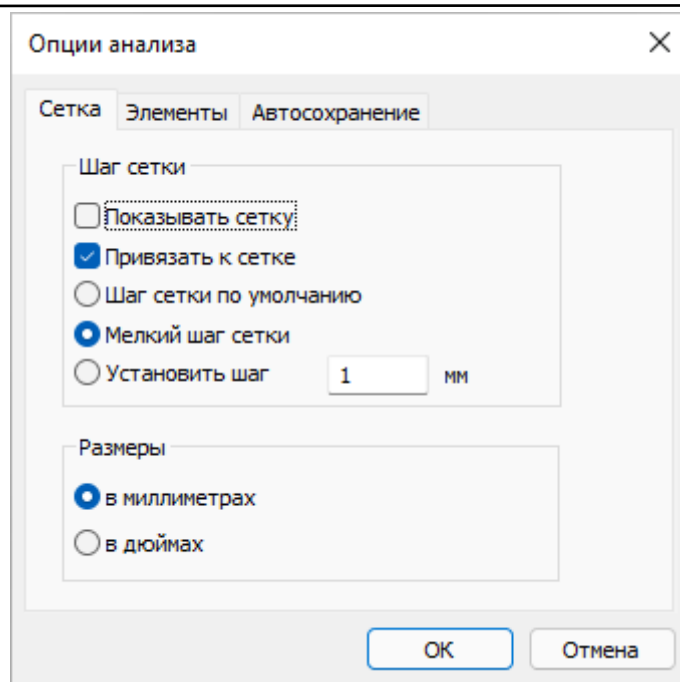 Опции анализа
Сетка Элементы Автосохранение
Шаг сетки
Показывать сетку
Привязать к сетке
Шаг сетки по умолчанию
Мелкий шаг сетки
Установить шаг 1 мм
Размеры
в миллиметрах
в дюймах
ОК Отмена